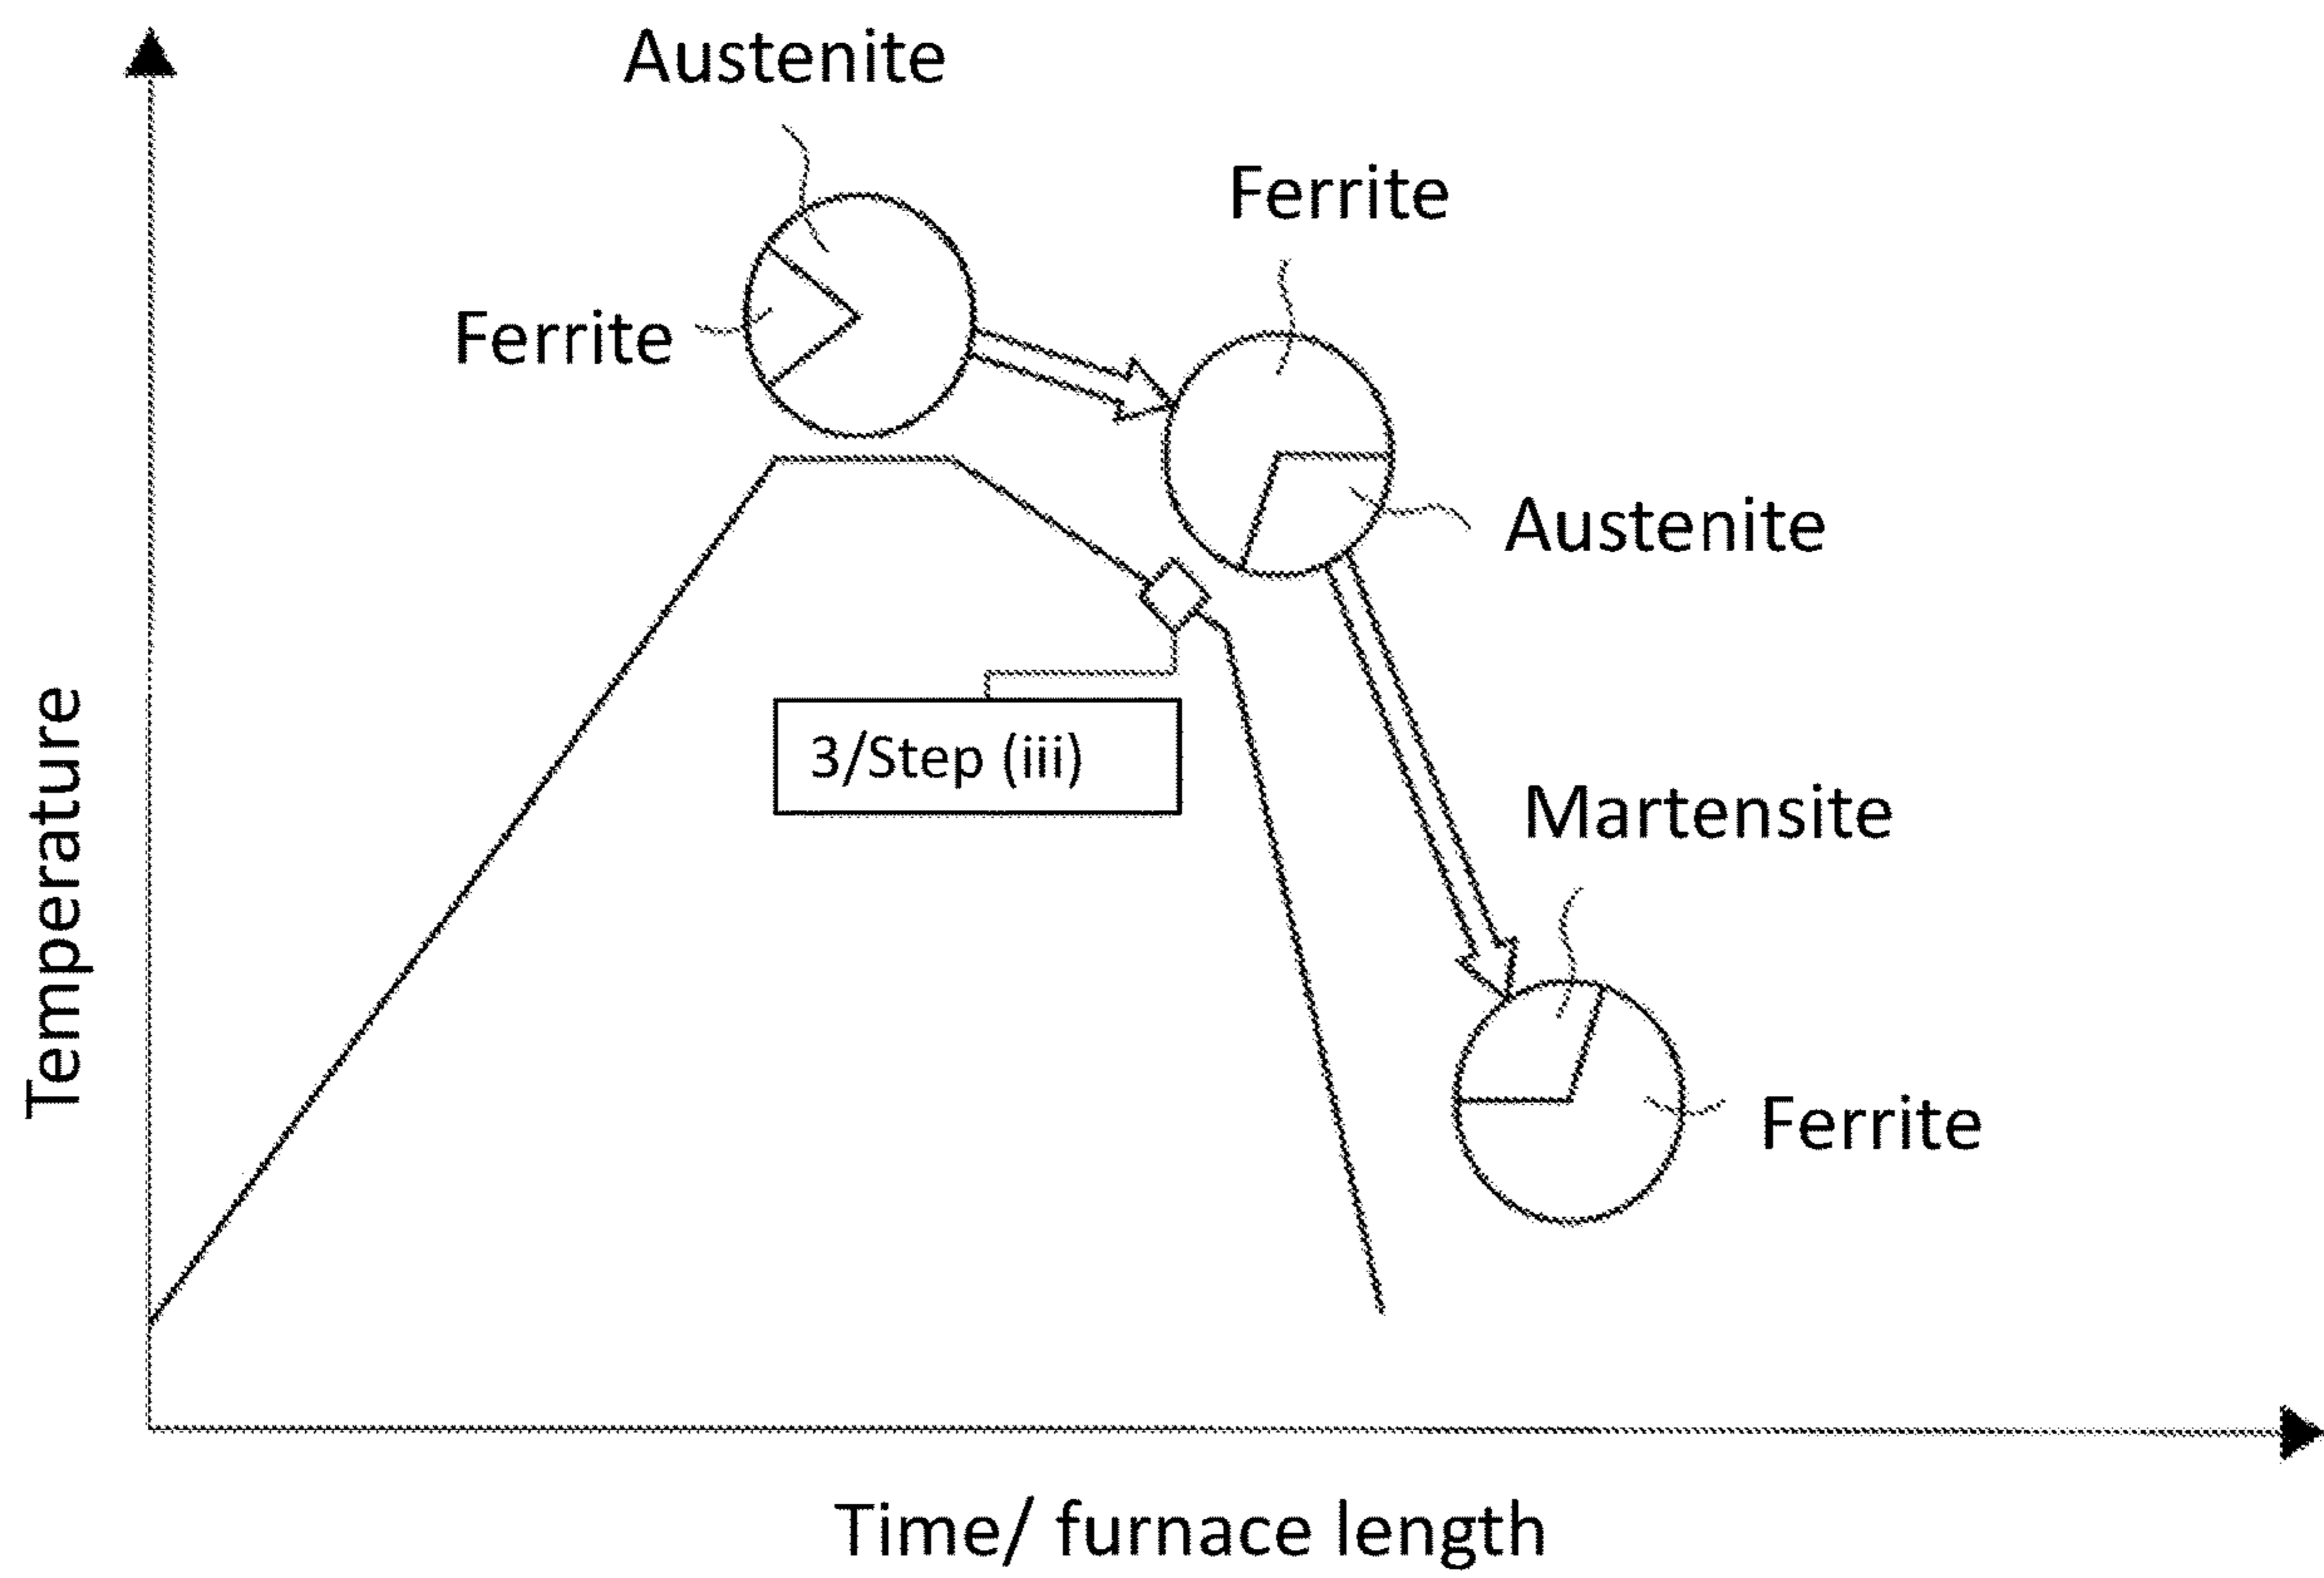 Austenite
Ferrite
Ferrite
Austenite
3/Step (iii)
Martensite
Ferrite
Temperature
Time/ furnace length